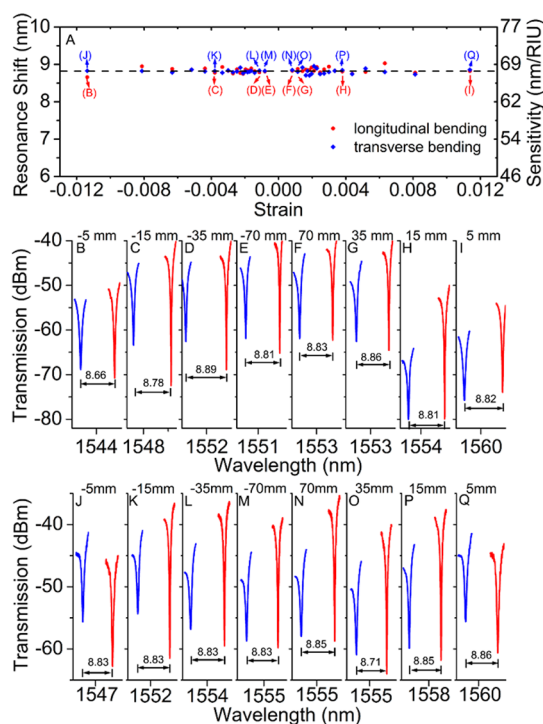 A
Resonance Shift (nm)
10
9
8
7
6
77
67
56
46
Sensitivity (nm/RIU)
(J) (K) (L) (M) (N) (O) (P) (Q)
(B) (C) (D) (E) (F) (G) (H) (I)
longitudinal bending
transverse bending
-0.012 -0.008 -0.004 0.000 0.004 0.008 0.012
Strain
-5 mm -15 mm -35 mm -70 mm 70 mm 35 mm 15 mm 5 mm
B C D E F G H I
Transmission (dBm)
-40
-50
-60
-70
-80
8.66 8.78 8.89 8.81 8.83 8.86 8.81 8.82
1544 1548 1552 1551 1553 1553 1554 1560
Wavelength (nm)
-5mm -15mm -35mm -70mm 70mm 35mm 15mm 5mm
J K L M N O P Q
Transmission (dBm)
-40
-50
-60
8.83 8.83 8.83 8.83 8.85 8.71 8.85 8.86
1547 1552 1554 1555 1555 1555 1558 1560
Wavelength (nm)